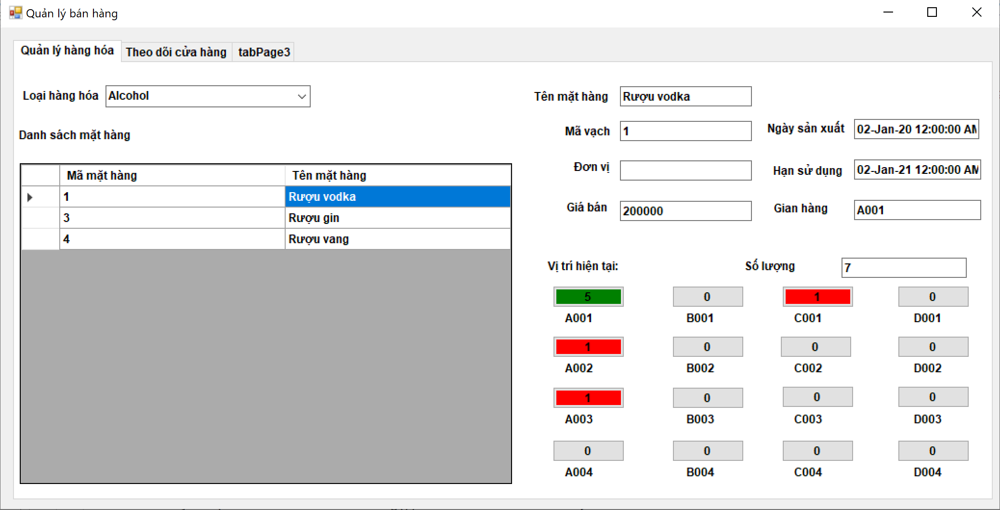 Quản lý bán hàng
Quản lý hàng hóa Theo dõi cửa hàng tabPage3
Loại hàng hóa Alcohol
Danh sách mặt hàng
Mã mặt hàng Tên mặt hàng
1 Rượu vodka
3 Rượu gin
4 Rượu vang
Tên mặt hàng Rượu vodka
Mã vạch 1 Ngày sản xuất 02-Jan-20 12:00:00 AM
Đơn vị Hạn sử dụng 02-Jan-21 12:00:00 AM
Giá bán 200000 Gian hàng A001
Vị trí hiện tại: Số lượng 7
5 0 1 0
A001 B001 C001 D001
1 0 0 0
A002 B002 C002 D002
1 0 0 0
A003 B003 C003 D003
0 0 0 0
A004 B004 C004 D004